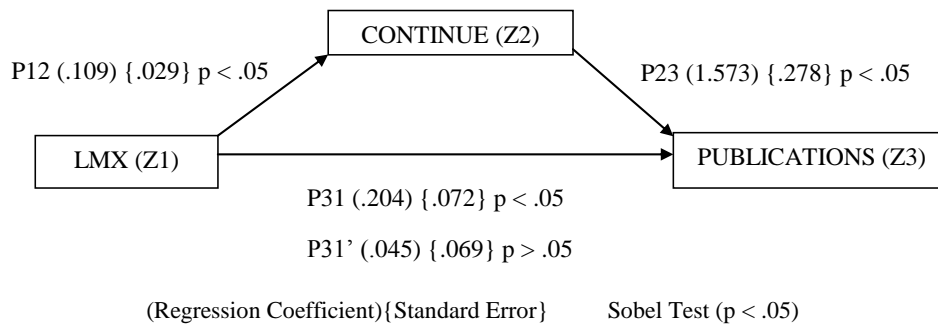 CONTINUE (Z2)
P12 (.109) {.029} p < .05
P23 (1.573) {.278} p < .05
LMX (Z1)
PUBLICATIONS (Z3)
P31 (.204) {.072} p < .05
P31’ (.045) {.069} p > .05
(Regression Coefficient){Standard Error} Sobel Test (p < .05)